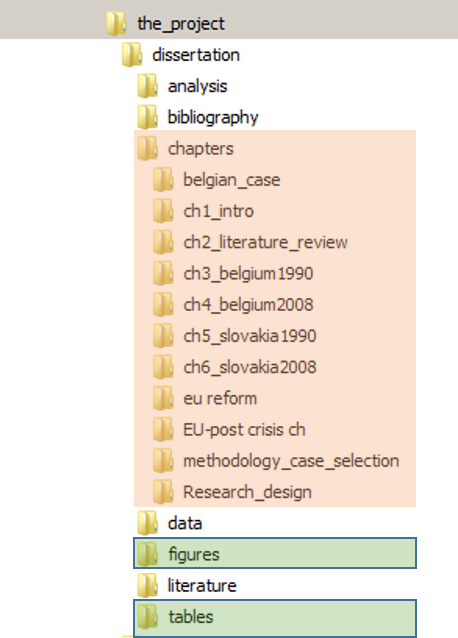 the_project
dissertation
analysis
bibliography
chapters
belgian_case
ch1_intro
ch2_literature_review
ch3_belgium1990
ch4_belgium2008
ch5_slovakia1990
ch6_slovakia2008
eu reform
EU-post crisis ch
methodology_case_selection
Research_design
data
figures
literature
tables